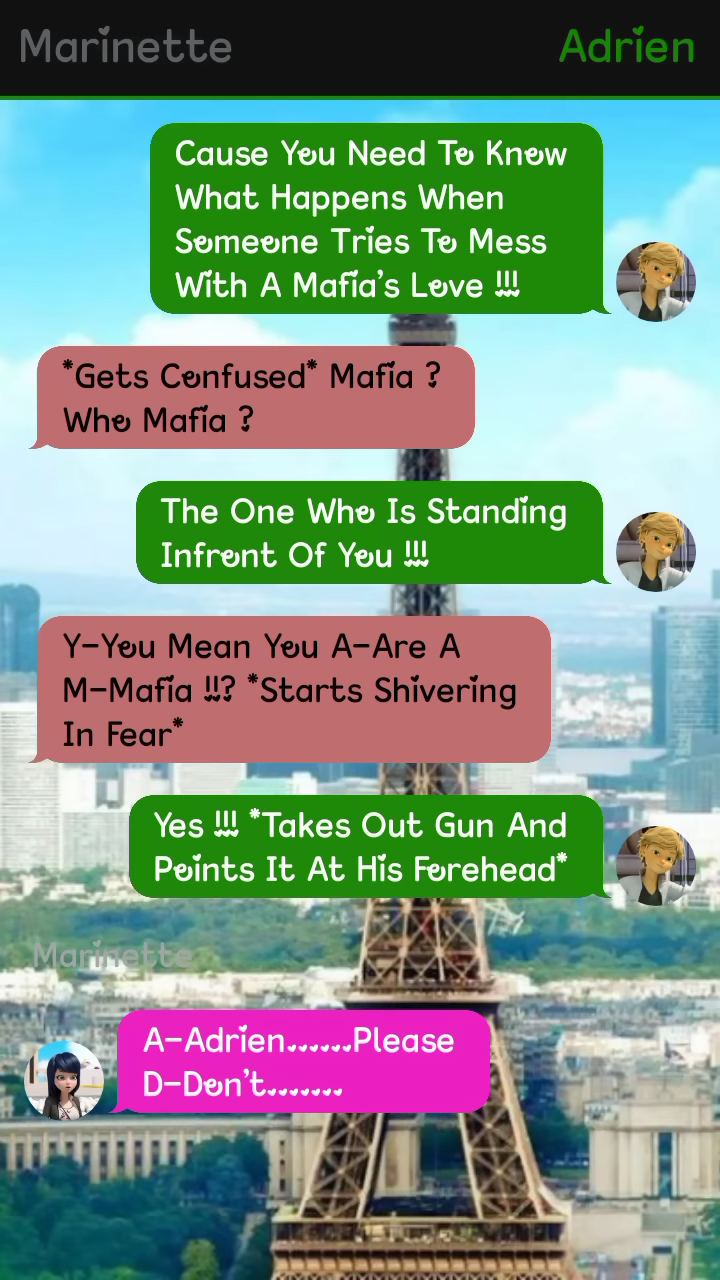 Marinette
Adrien
Cause You Need To Know
What Happens When
Someone Tries To Mess
With A Mafia's Love !!!
*Gets Confused* Mafia ?
Who Mafia ?
The One Who Is Standing
Infront Of You !!!
Y-You Mean You A-Are A
M-Mafia !!? *Starts Shivering
In Fear*
Yes !!! *Takes Out Gun And
Points It At His Forehead*
Marinette
A-Adrien......Please
D-Don't.......